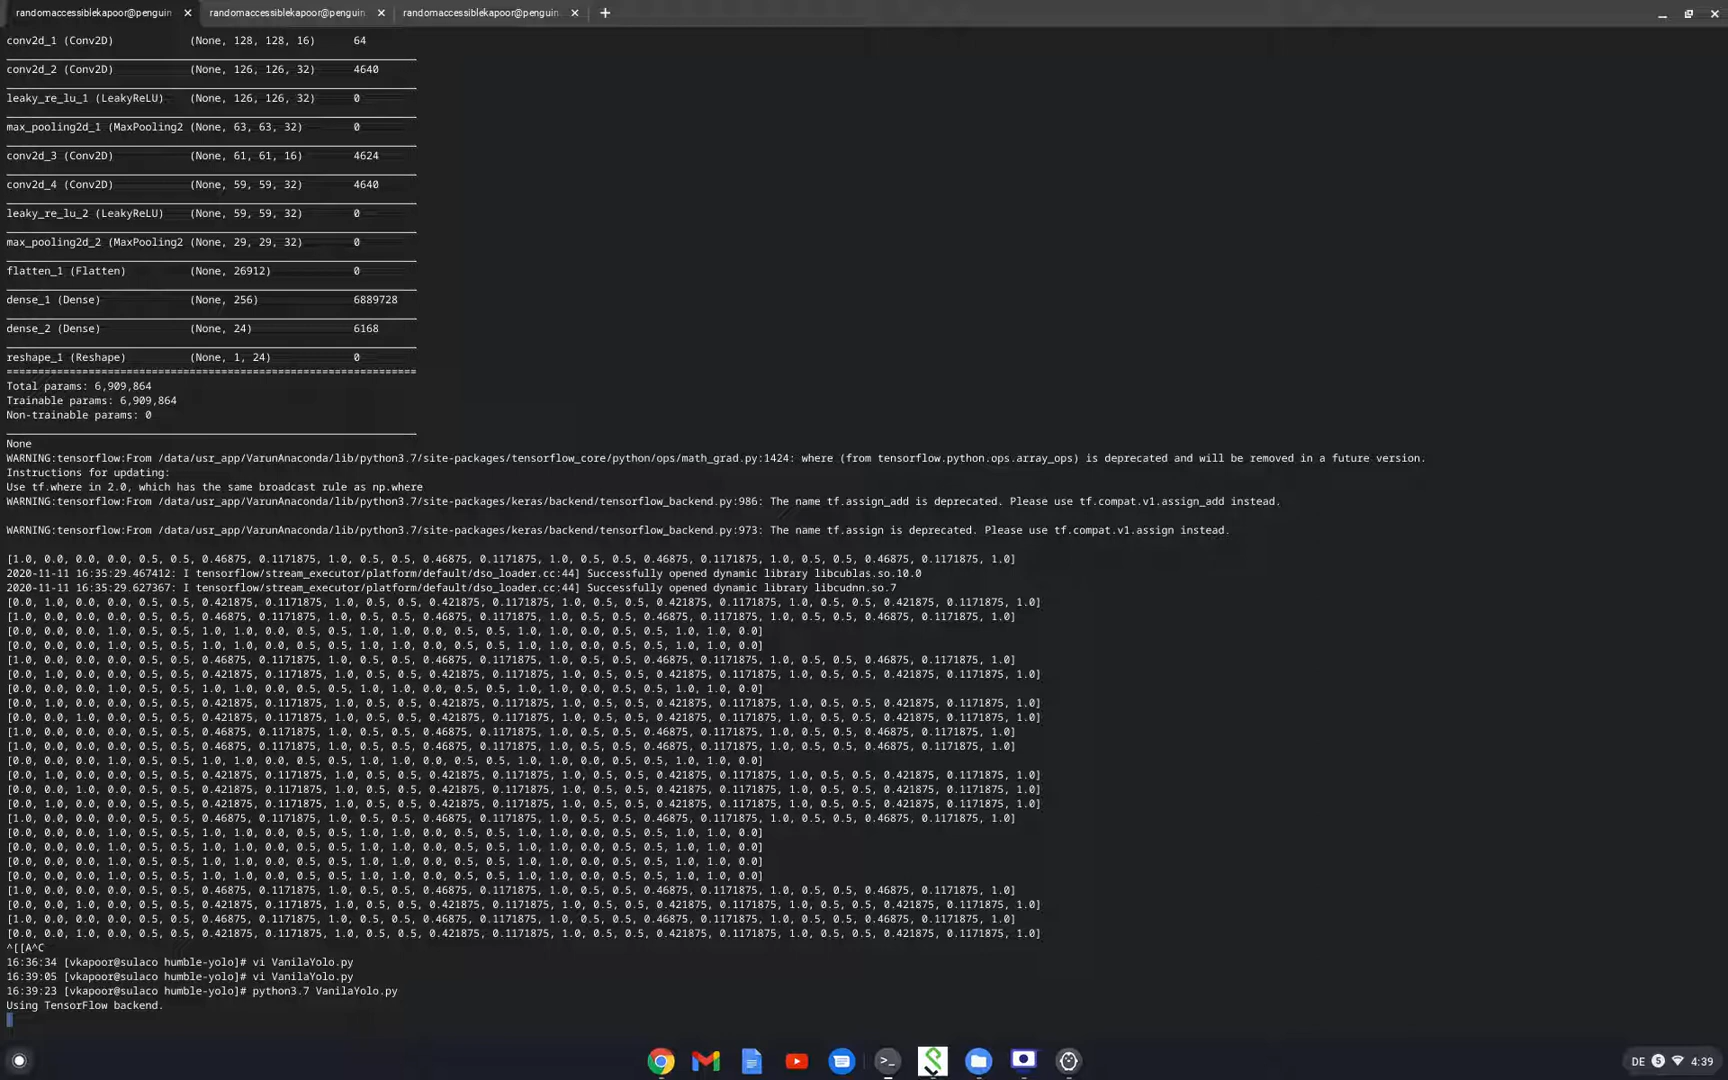 randomaccessiblekapoor@penguin
randomaccessiblekapoor@penguin
randomaccessiblekapoor@penguin
conv2d_1 (Conv2D) (None, 128, 128, 16) 64
conv2d_2 (Conv2D) (None, 126, 126, 32) 4640
leaky_re_lu_1 (LeakyReLU) (None, 126, 126, 32) 0
max_pooling2d_1 (MaxPooling2 (None, 63, 63, 32) 0
conv2d_3 (Conv2D) (None, 61, 61, 16) 4624
conv2d_4 (Conv2D) (None, 59, 59, 32) 4640
leaky_re_lu_2 (LeakyReLU) (None, 59, 59, 32) 0
max_pooling2d_2 (MaxPooling2 (None, 29, 29, 32) 0
flatten_1 (Flatten) (None, 26912) 0
dense_1 (Dense) (None, 256) 6889728
dense_2 (Dense) (None, 24) 6168
reshape_1 (Reshape) (None, 1, 24) 0
=================================================================
Total params: 6,909,864
Trainable params: 6,909,864
Non-trainable params: 0
None
WARNING:tensorflow:From /data/usr_app/VarunAnaconda/lib/python3.7/site-packages/tensorflow_core/python/ops/math_grad.py:1424: where (from tensorflow.python.ops.array_ops) is deprecated and will be removed in a future version.
Instructions for updating:
Use tf.where in 2.0, which has the same broadcast rule as np.where
WARNING:tensorflow:From /data/usr_app/VarunAnaconda/lib/python3.7/site-packages/keras/backend/tensorflow_backend.py:986: The name tf.assign_add is deprecated. Please use tf.compat.v1.assign_add instead.
WARNING:tensorflow:From /data/usr_app/VarunAnaconda/lib/python3.7/site-packages/keras/backend/tensorflow_backend.py:973: The name tf.assign is deprecated. Please use tf.compat.v1.assign instead.
[1.0, 0.0, 0.0, 0.0, 0.5, 0.5, 0.46875, 0.1171875, 1.0, 0.5, 0.5, 0.46875, 0.1171875, 1.0, 0.5, 0.5, 0.46875, 0.1171875, 1.0, 0.5, 0.5, 0.46875, 0.1171875, 1.0]
2020-11-11 16:35:29.467412: I tensorflow/stream_executor/platform/default/dso_loader.cc:44] Successfully opened dynamic library libcublas.so.10.0
2020-11-11 16:35:29.627367: I tensorflow/stream_executor/platform/default/dso_loader.cc:44] Successfully opened dynamic library libcudnn.so.7
[0.0, 1.0, 0.0, 0.0, 0.5, 0.5, 0.421875, 0.1171875, 1.0, 0.5, 0.5, 0.421875, 0.1171875, 1.0, 0.5, 0.5, 0.421875, 0.1171875, 1.0, 0.5, 0.5, 0.421875, 0.1171875, 1.0]
[1.0, 0.0, 0.0, 0.0, 0.5, 0.5, 0.46875, 0.1171875, 1.0, 0.5, 0.5, 0.46875, 0.1171875, 1.0, 0.5, 0.5, 0.46875, 0.1171875, 1.0, 0.5, 0.5, 0.46875, 0.1171875, 1.0]
[0.0, 0.0, 0.0, 1.0, 0.5, 0.5, 1.0, 1.0, 0.0, 0.5, 0.5, 1.0, 1.0, 0.0, 0.5, 0.5, 1.0, 1.0, 0.0, 0.5, 0.5, 1.0, 1.0, 0.0]
[0.0, 0.0, 0.0, 1.0, 0.5, 0.5, 1.0, 1.0, 0.0, 0.5, 0.5, 1.0, 1.0, 0.0, 0.5, 0.5, 1.0, 1.0, 0.0, 0.5, 0.5, 1.0, 1.0, 0.0]
[1.0, 0.0, 0.0, 0.0, 0.5, 0.5, 0.46875, 0.1171875, 1.0, 0.5, 0.5, 0.46875, 0.1171875, 1.0, 0.5, 0.5, 0.46875, 0.1171875, 1.0, 0.5, 0.5, 0.46875, 0.1171875, 1.0]
[0.0, 1.0, 0.0, 0.0, 0.5, 0.5, 0.421875, 0.1171875, 1.0, 0.5, 0.5, 0.421875, 0.1171875, 1.0, 0.5, 0.5, 0.421875, 0.1171875, 1.0, 0.5, 0.5, 0.421875, 0.1171875, 1.0]
[0.0, 0.0, 0.0, 1.0, 0.5, 0.5, 1.0, 1.0, 0.0, 0.5, 0.5, 1.0, 1.0, 0.0, 0.5, 0.5, 1.0, 1.0, 0.0, 0.5, 0.5, 1.0, 1.0, 0.0]
[0.0, 1.0, 0.0, 0.0, 0.5, 0.5, 0.421875, 0.1171875, 1.0, 0.5, 0.5, 0.421875, 0.1171875, 1.0, 0.5, 0.5, 0.421875, 0.1171875, 1.0, 0.5, 0.5, 0.421875, 0.1171875, 1.0]
[0.0, 0.0, 1.0, 0.0, 0.5, 0.5, 0.421875, 0.1171875, 1.0, 0.5, 0.5, 0.421875, 0.1171875, 1.0, 0.5, 0.5, 0.421875, 0.1171875, 1.0, 0.5, 0.5, 0.421875, 0.1171875, 1.0]
[1.0, 0.0, 0.0, 0.0, 0.5, 0.5, 0.46875, 0.1171875, 1.0, 0.5, 0.5, 0.46875, 0.1171875, 1.0, 0.5, 0.5, 0.46875, 0.1171875, 1.0, 0.5, 0.5, 0.46875, 0.1171875, 1.0]
[1.0, 0.0, 0.0, 0.0, 0.5, 0.5, 0.46875, 0.1171875, 1.0, 0.5, 0.5, 0.46875, 0.1171875, 1.0, 0.5, 0.5, 0.46875, 0.1171875, 1.0, 0.5, 0.5, 0.46875, 0.1171875, 1.0]
[0.0, 0.0, 0.0, 1.0, 0.5, 0.5, 1.0, 1.0, 0.0, 0.5, 0.5, 1.0, 1.0, 0.0, 0.5, 0.5, 1.0, 1.0, 0.0, 0.5, 0.5, 1.0, 1.0, 0.0]
[0.0, 1.0, 0.0, 0.0, 0.5, 0.5, 0.421875, 0.1171875, 1.0, 0.5, 0.5, 0.421875, 0.1171875, 1.0, 0.5, 0.5, 0.421875, 0.1171875, 1.0, 0.5, 0.5, 0.421875, 0.1171875, 1.0]
[0.0, 0.0, 1.0, 0.0, 0.5, 0.5, 0.421875, 0.1171875, 1.0, 0.5, 0.5, 0.421875, 0.1171875, 1.0, 0.5, 0.5, 0.421875, 0.1171875, 1.0, 0.5, 0.5, 0.421875, 0.1171875, 1.0]
[0.0, 1.0, 0.0, 0.0, 0.5, 0.5, 0.421875, 0.1171875, 1.0, 0.5, 0.5, 0.421875, 0.1171875, 1.0, 0.5, 0.5, 0.421875, 0.1171875, 1.0, 0.5, 0.5, 0.421875, 0.1171875, 1.0]
[1.0, 0.0, 0.0, 0.0, 0.5, 0.5, 0.46875, 0.1171875, 1.0, 0.5, 0.5, 0.46875, 0.1171875, 1.0, 0.5, 0.5, 0.46875, 0.1171875, 1.0, 0.5, 0.5, 0.46875, 0.1171875, 1.0]
[0.0, 0.0, 0.0, 1.0, 0.5, 0.5, 1.0, 1.0, 0.0, 0.5, 0.5, 1.0, 1.0, 0.0, 0.5, 0.5, 1.0, 1.0, 0.0, 0.5, 0.5, 1.0, 1.0, 0.0]
[0.0, 0.0, 0.0, 1.0, 0.5, 0.5, 1.0, 1.0, 0.0, 0.5, 0.5, 1.0, 1.0, 0.0, 0.5, 0.5, 1.0, 1.0, 0.0, 0.5, 0.5, 1.0, 1.0, 0.0]
[0.0, 0.0, 0.0, 1.0, 0.5, 0.5, 1.0, 1.0, 0.0, 0.5, 0.5, 1.0, 1.0, 0.0, 0.5, 0.5, 1.0, 1.0, 0.0, 0.5, 0.5, 1.0, 1.0, 0.0]
[0.0, 0.0, 0.0, 1.0, 0.5, 0.5, 1.0, 1.0, 0.0, 0.5, 0.5, 1.0, 1.0, 0.0, 0.5, 0.5, 1.0, 1.0, 0.0, 0.5, 0.5, 1.0, 1.0, 0.0]
[1.0, 0.0, 0.0, 0.0, 0.5, 0.5, 0.46875, 0.1171875, 1.0, 0.5, 0.5, 0.46875, 0.1171875, 1.0, 0.5, 0.5, 0.46875, 0.1171875, 1.0, 0.5, 0.5, 0.46875, 0.1171875, 1.0]
[0.0, 0.0, 1.0, 0.0, 0.5, 0.5, 0.421875, 0.1171875, 1.0, 0.5, 0.5, 0.421875, 0.1171875, 1.0, 0.5, 0.5, 0.421875, 0.1171875, 1.0, 0.5, 0.5, 0.421875, 0.1171875, 1.0]
[1.0, 0.0, 0.0, 0.0, 0.5, 0.5, 0.46875, 0.1171875, 1.0, 0.5, 0.5, 0.46875, 0.1171875, 1.0, 0.5, 0.5, 0.46875, 0.1171875, 1.0, 0.5, 0.5, 0.46875, 0.1171875, 1.0]
[0.0, 0.0, 1.0, 0.0, 0.5, 0.5, 0.421875, 0.1171875, 1.0, 0.5, 0.5, 0.421875, 0.1171875, 1.0, 0.5, 0.5, 0.421875, 0.1171875, 1.0, 0.5, 0.5, 0.421875, 0.1171875, 1.0]
^[[A^C
16:36:34 [vkapoor@sulaco humble-yolo]# vi VanilaYolo.py
16:39:05 [vkapoor@sulaco humble-yolo]# vi VanilaYolo.py
16:39:23 [vkapoor@sulaco humble-yolo]# python3.7 VanilaYolo.py
Using TensorFlow backend.
DE 5 4:39